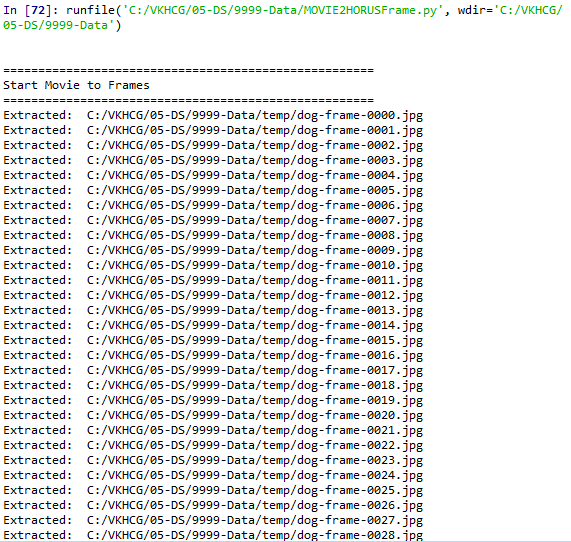 In [72]: runfile('C:/VKHCG/05-DS/9999-Data/MOVIE2HORUSFrame.py', wdir='C:/VKHCG/
05-DS/9999-Data')
=====================================================
Start Movie to Frames
=====================================================
Extracted:  C:/VKHCG/05-DS/9999-Data/temp/dog-frame-0000.jpg
Extracted:  C:/VKHCG/05-DS/9999-Data/temp/dog-frame-0001.jpg
Extracted:  C:/VKHCG/05-DS/9999-Data/temp/dog-frame-0002.jpg
Extracted:  C:/VKHCG/05-DS/9999-Data/temp/dog-frame-0003.jpg
Extracted:  C:/VKHCG/05-DS/9999-Data/temp/dog-frame-0004.jpg
Extracted:  C:/VKHCG/05-DS/9999-Data/temp/dog-frame-0005.jpg
Extracted:  C:/VKHCG/05-DS/9999-Data/temp/dog-frame-0006.jpg
Extracted:  C:/VKHCG/05-DS/9999-Data/temp/dog-frame-0007.jpg
Extracted:  C:/VKHCG/05-DS/9999-Data/temp/dog-frame-0008.jpg
Extracted:  C:/VKHCG/05-DS/9999-Data/temp/dog-frame-0009.jpg
Extracted:  C:/VKHCG/05-DS/9999-Data/temp/dog-frame-0010.jpg
Extracted:  C:/VKHCG/05-DS/9999-Data/temp/dog-frame-0011.jpg
Extracted:  C:/VKHCG/05-DS/9999-Data/temp/dog-frame-0012.jpg
Extracted:  C:/VKHCG/05-DS/9999-Data/temp/dog-frame-0013.jpg
Extracted:  C:/VKHCG/05-DS/9999-Data/temp/dog-frame-0014.jpg
Extracted:  C:/VKHCG/05-DS/9999-Data/temp/dog-frame-0015.jpg
Extracted:  C:/VKHCG/05-DS/9999-Data/temp/dog-frame-0016.jpg
Extracted:  C:/VKHCG/05-DS/9999-Data/temp/dog-frame-0017.jpg
Extracted:  C:/VKHCG/05-DS/9999-Data/temp/dog-frame-0018.jpg
Extracted:  C:/VKHCG/05-DS/9999-Data/temp/dog-frame-0019.jpg
Extracted:  C:/VKHCG/05-DS/9999-Data/temp/dog-frame-0020.jpg
Extracted:  C:/VKHCG/05-DS/9999-Data/temp/dog-frame-0021.jpg
Extracted:  C:/VKHCG/05-DS/9999-Data/temp/dog-frame-0022.jpg
Extracted:  C:/VKHCG/05-DS/9999-Data/temp/dog-frame-0023.jpg
Extracted:  C:/VKHCG/05-DS/9999-Data/temp/dog-frame-0024.jpg
Extracted:  C:/VKHCG/05-DS/9999-Data/temp/dog-frame-0025.jpg
Extracted:  C:/VKHCG/05-DS/9999-Data/temp/dog-frame-0026.jpg
Extracted:  C:/VKHCG/05-DS/9999-Data/temp/dog-frame-0027.jpg
Extracted:  C:/VKHCG/05-DS/9999-Data/temp/dog-frame-0028.jpg